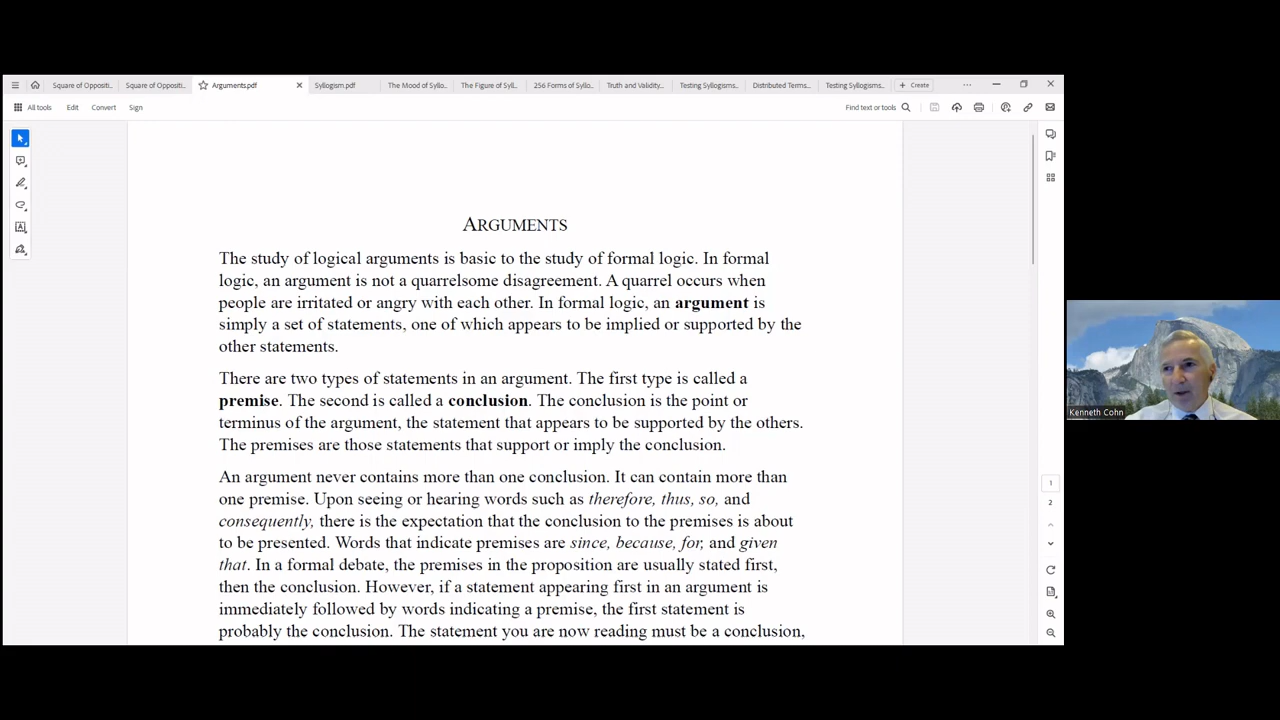 Square of Oppositi...
Square of Oppositi...
Arguments.pdf
Syllogism.pdf
The Mood of Syllo...
The Figure of Syll...
256 Forms of Syllo...
Truth and Validity...
Testing Syllogisms...
Distributed Terms...
Testing Syllogisms...
+ Create
All tools Edit Convert Sign
Find text or tools
ARGUMENTS
The study of logical arguments is basic to the study of formal logic. In formal
logic, an argument is not a quarrelsome disagreement. A quarrel occurs when
people are irritated or angry with each other. In formal logic, an argument is
simply a set of statements, one of which appears to be implied or supported by the
other statements.
There are two types of statements in an argument. The first type is called a
premise. The second is called a conclusion. The conclusion is the point or
terminus of the argument, the statement that appears to be supported by the others.
The premises are those statements that support or imply the conclusion.
An argument never contains more than one conclusion. It can contain more than
one premise. Upon seeing or hearing words such as therefore, thus, so, and
consequently, there is the expectation that the conclusion to the premises is about
to be presented. Words that indicate premises are since, because, for, and given
that. In a formal debate, the premises in the proposition are usually stated first,
then the conclusion. However, if a statement appearing first in an argument is
immediately followed by words indicating a premise, the first statement is
probably the conclusion. The statement you are now reading must be a conclusion,
1
2
Kenneth Cohn